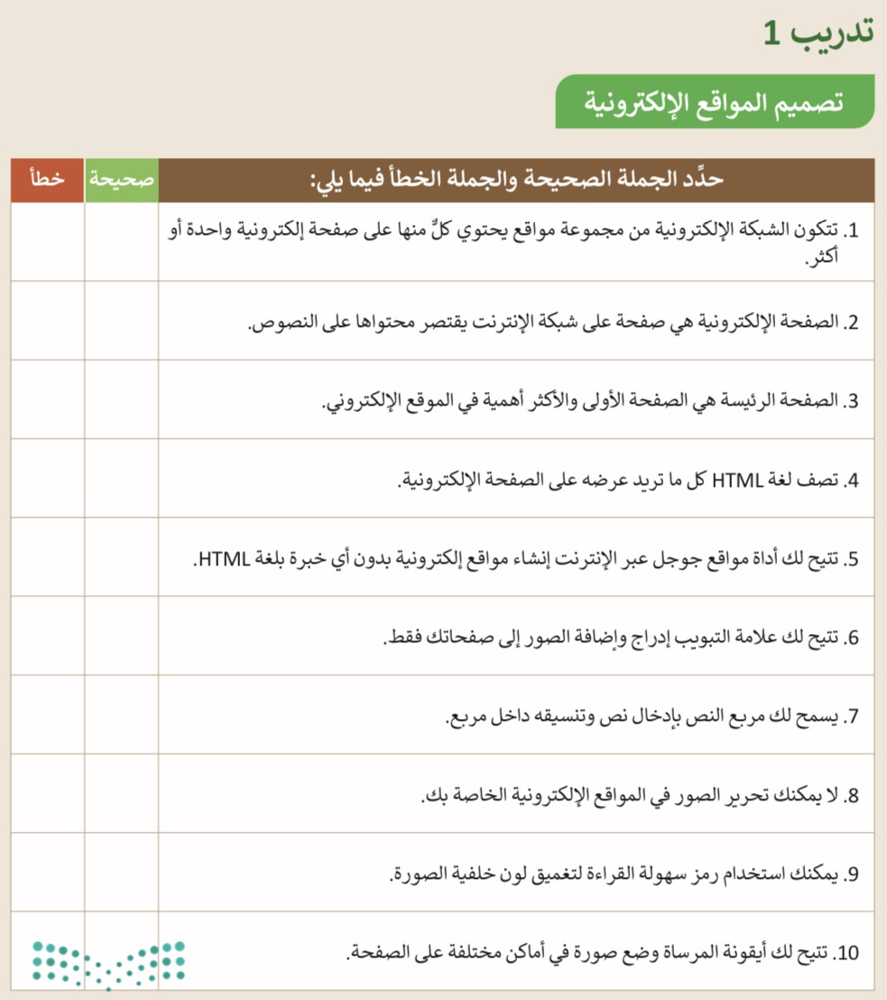 تدريب 1
تصميم المواقع الإلكترونية
حدِّد الجملة الصحيحة والجملة الخطأ فيما يلي: صحيحة خطأ
1. تتكون الشبكة الإلكترونية من مجموعة مواقع يحتوي كلٌّ منها على صفحة إلكترونية واحدة أو
أكثر.
2. الصفحة الإلكترونية هي صفحة على شبكة الإنترنت يقتصر محتواها على النصوص.
3. الصفحة الرئيسة هي الصفحة الأولى والأكثر أهمية في الموقع الإلكتروني.
4. تصف لغة HTML كل ما تريد عرضه على الصفحة الإلكترونية.
5. تتيح لك أداة مواقع جوجل عبر الإنترنت إنشاء مواقع إلكترونية بدون أي خبرة بلغة HTML.
6. تتيح لك علامة التبويب إدراج وإضافة الصور إلى صفحاتك فقط.
7. يسمح لك مربع النص بإدخال نص وتنسيقه داخل مربع.
8. لا يمكنك تحرير الصور في المواقع الإلكترونية الخاصة بك.
9. يمكنك استخدام رمز سهولة القراءة لتغميق لون خلفية الصورة.
10. تتيح لك أيقونة المرساة وضع صورة في أماكن مختلفة على الصفحة.